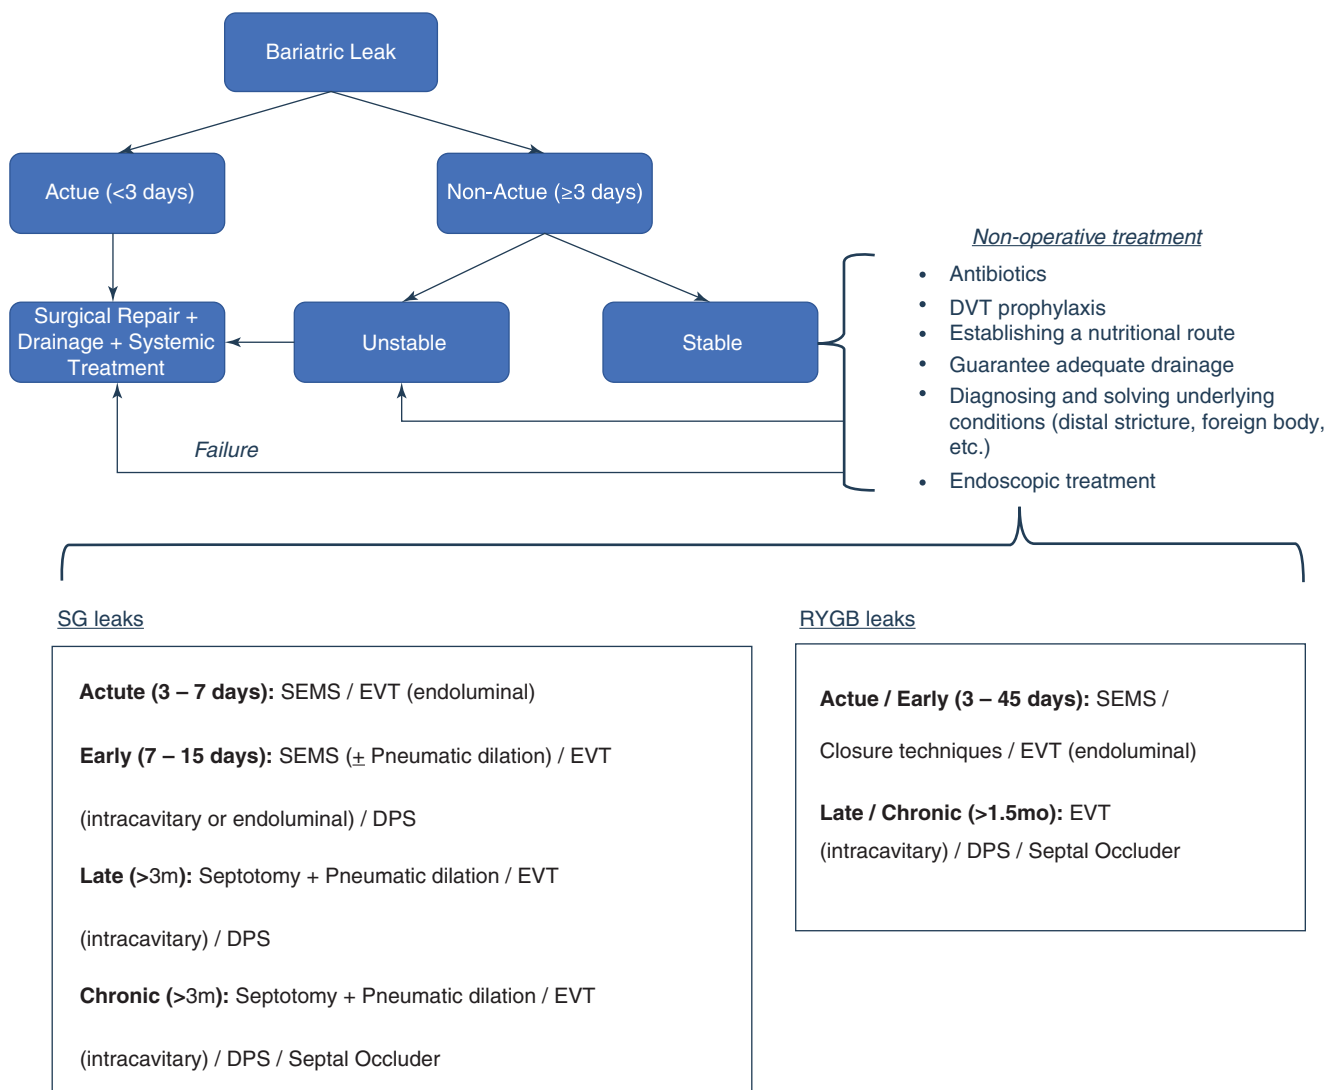 Bariatric Leak
Actue (<3 days)
Non-Actue (≥3 days)
Surgical Repair +
Drainage + Systemic
Treatment
Unstable
Stable
Failure
Non-operative treatment
• Antibiotics
• DVT prophylaxis
• Establishing a nutritional route
• Guarantee adequate drainage
• Diagnosing and solving underlying
conditions (distal stricture, foreign body,
etc.)
• Endoscopic treatment
SG leaks
Actute (3 – 7 days): SEMS / EVT (endoluminal)
Early (7 – 15 days): SEMS (± Pneumatic dilation) / EVT
(intracavitary or endoluminal) / DPS
Late (>3m): Septotomy + Pneumatic dilation / EVT
(intracavitary) / DPS
Chronic (>3m): Septotomy + Pneumatic dilation / EVT
(intracavitary) / DPS / Septal Occluder
RYGB leaks
Actue / Early (3 – 45 days): SEMS /
Closure techniques / EVT (endoluminal)
Late / Chronic (>1.5mo): EVT
(intracavitary) / DPS / Septal Occluder